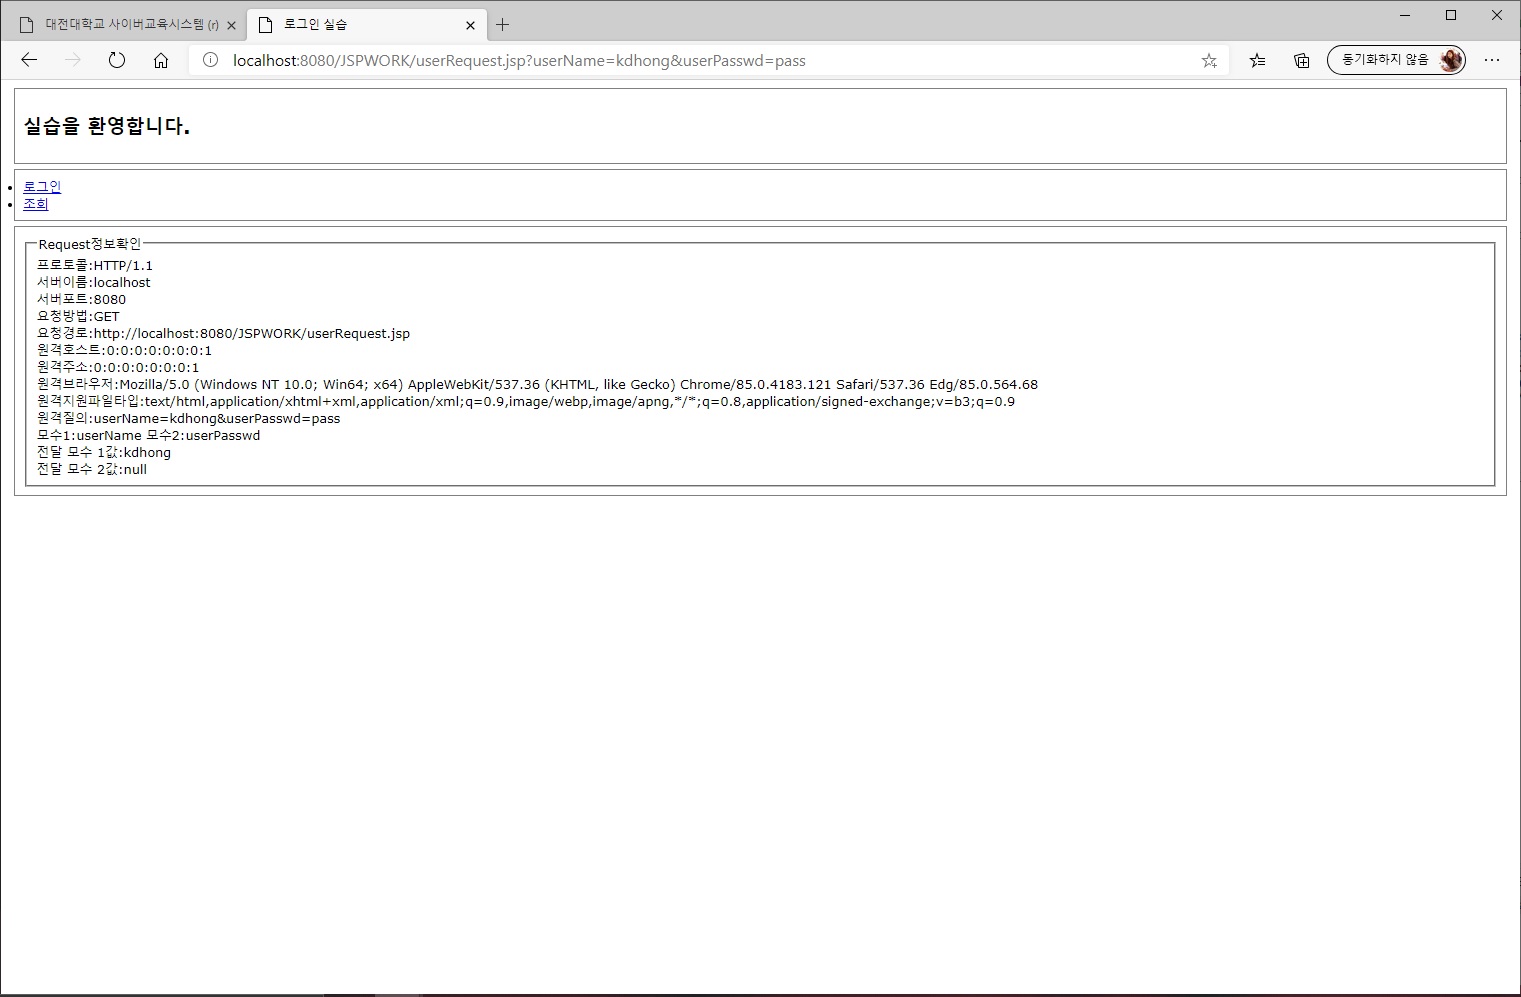 대전대학교 사이버교육시스템 (r)
로그인 실습
localhost:8080/JSPWORK/userRequest.jsp?userName=kdhong&userPasswd=pass
동기화하지 않음
실습을 환영합니다.
로그인
조회
Request정보확인
프로토콜:HTTP/1.1
서버이름:localhost
서버포트:8080
요청방법:GET
요청경로:http://localhost:8080/JSPWORK/userRequest.jsp
원격호스트:0:0:0:0:0:0:0:1
원격주소:0:0:0:0:0:0:0:1
원격브라우저:Mozilla/5.0 (Windows NT 10.0; Win64; x64) AppleWebKit/537.36 (KHTML, like Gecko) Chrome/85.0.4183.121 Safari/537.36 Edg/85.0.564.68
원격지원파일타입:text/html,application/xhtml+xml,application/xml;q=0.9,image/webp,image/apng,*/*;q=0.8,application/signed-exchange;v=b3;q=0.9
원격질의:userName=kdhong&userPasswd=pass
모수1:userName 모수2:userPasswd
전달 모수 1값:kdhong
전달 모수 2값:null